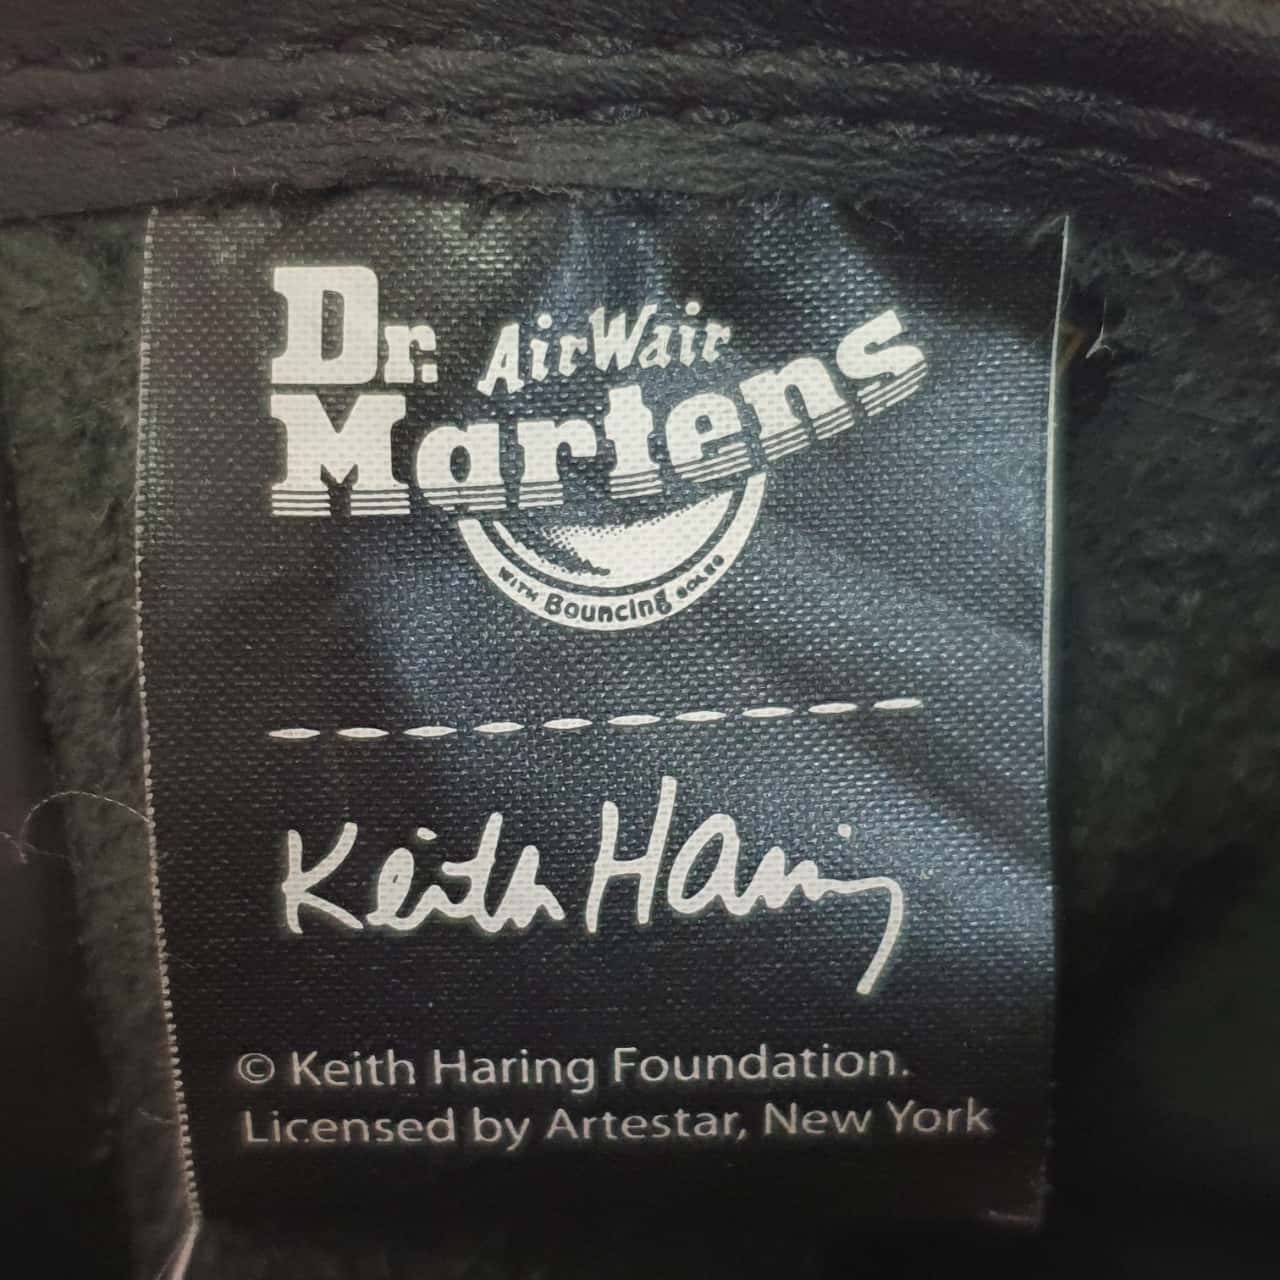 Dr. AirWair
Martens
WITH Bouncing SOLES
Keith Haring
© Keith Haring Foundation.
Licensed by Artestar, New York